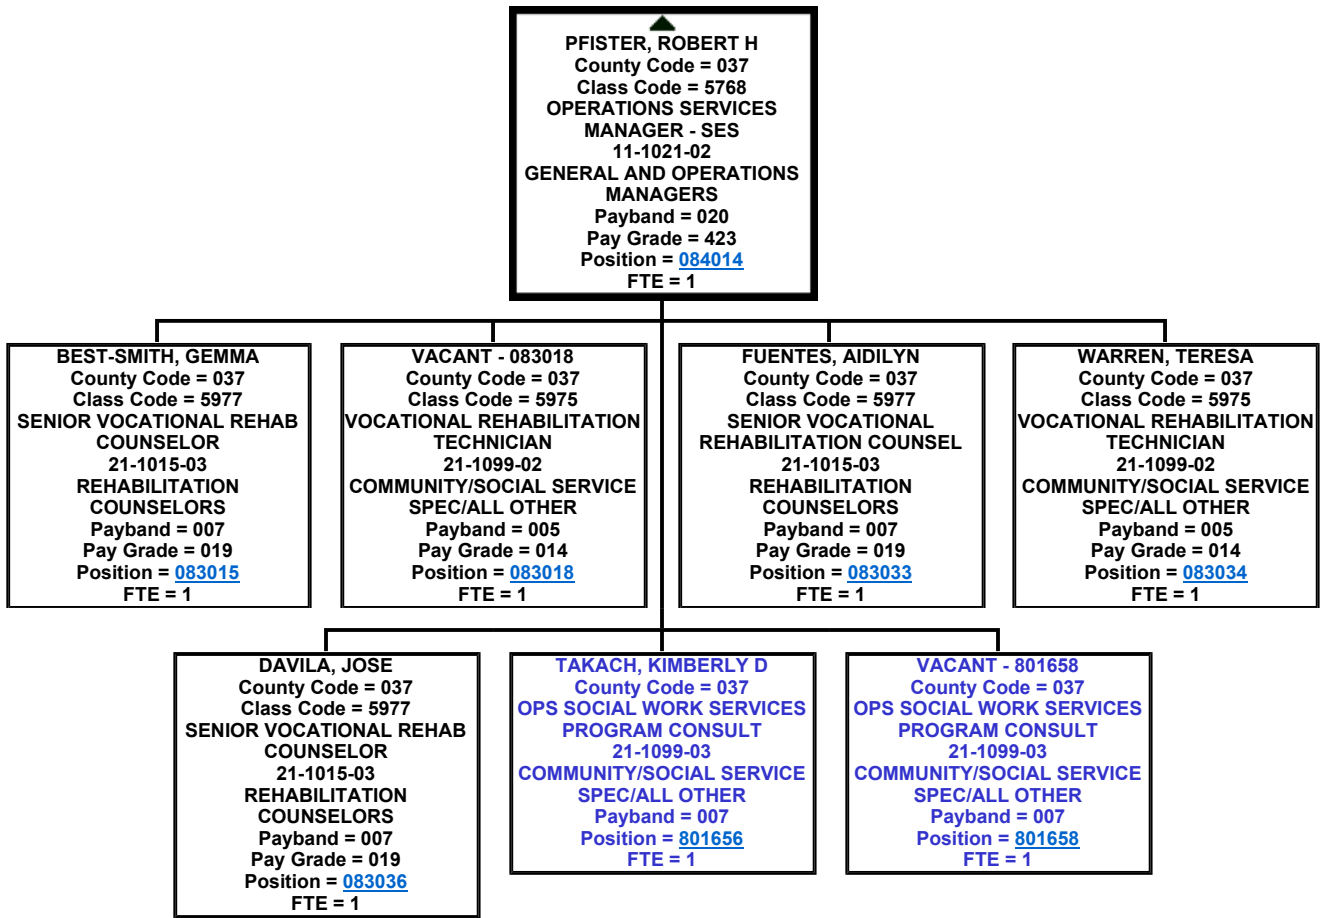 PFISTER, ROBERT H
County Code = 037
Class Code = 5768
OPERATIONS SERVICES
MANAGER - SES
11-1021-02
GENERAL AND OPERATIONS
MANAGERS
Payband = 020
Pay Grade = 423
Position = 084014
FTE = 1
BEST-SMITH, GEMMA
County Code = 037
Class Code = 5977
SENIOR VOCATIONAL REHAB
COUNSELOR
21-1015-03
REHABILITATION
COUNSELORS
Payband = 007
Pay Grade = 019
Position = 083015
FTE = 1
VACANT - 083018
County Code = 037
Class Code = 5975
VOCATIONAL REHABILITATION
TECHNICIAN
21-1099-02
COMMUNITY/SOCIAL SERVICE
SPEC/ALL OTHER
Payband = 005
Pay Grade = 014
Position = 083018
FTE = 1
FUENTES, AIDILYN
County Code = 037
Class Code = 5977
SENIOR VOCATIONAL
REHABILITATION COUNSEL
21-1015-03
REHABILITATION
COUNSELORS
Payband = 007
Pay Grade = 019
Position = 083033
FTE = 1
WARREN, TERESA
County Code = 037
Class Code = 5975
VOCATIONAL REHABILITATION
TECHNICIAN
21-1099-02
COMMUNITY/SOCIAL SERVICE
SPEC/ALL OTHER
Payband = 005
Pay Grade = 014
Position = 083034
FTE = 1
DAVILA, JOSE
County Code = 037
Class Code = 5977
SENIOR VOCATIONAL REHAB
COUNSELOR
21-1015-03
REHABILITATION
COUNSELORS
Payband = 007
Pay Grade = 019
Position = 083036
FTE = 1
TAKACH, KIMBERLY D
County Code = 037
OPS SOCIAL WORK SERVICES
PROGRAM CONSULT
21-1099-03
COMMUNITY/SOCIAL SERVICE
SPEC/ALL OTHER
Payband = 007
Position = 801656
FTE = 1
VACANT - 801658
County Code = 037
OPS SOCIAL WORK SERVICES
PROGRAM CONSULT
21-1099-03
COMMUNITY/SOCIAL SERVICE
SPEC/ALL OTHER
Payband = 007
Position = 801658
FTE = 1